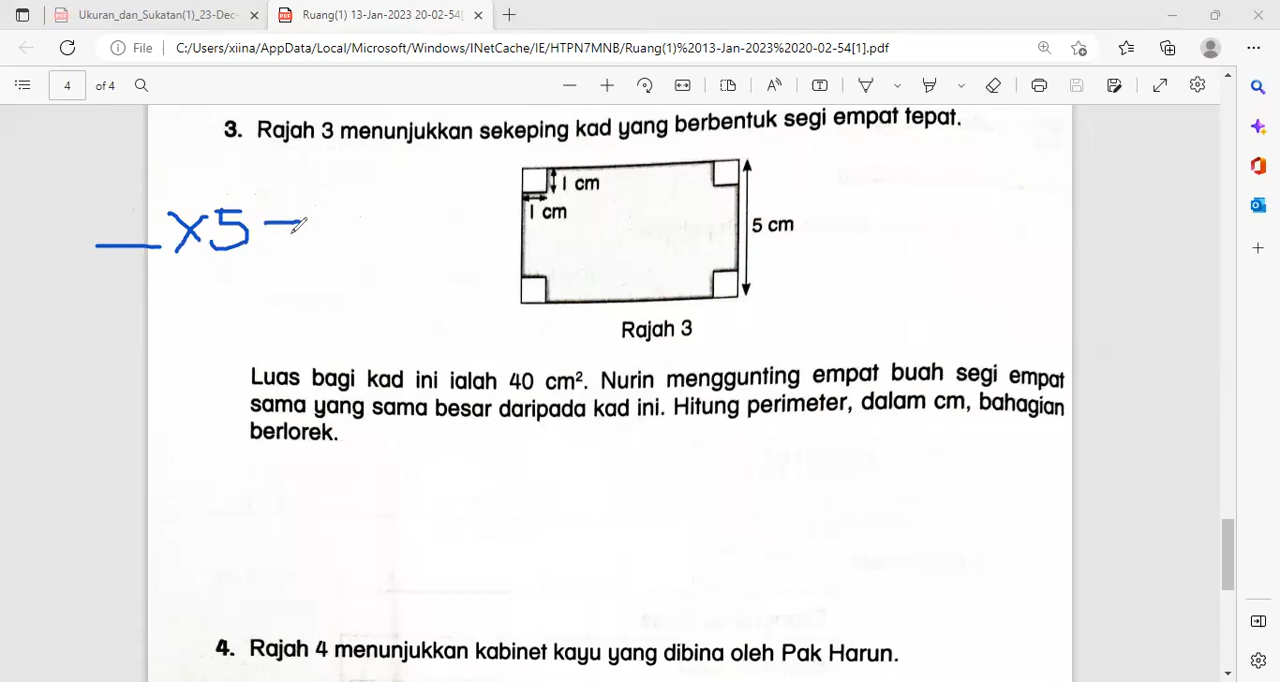 Ukuran_dan_Sukatan(1)_23-Dec-
Ruang(1) 13-Jan-2023 20-02-54[
File
C:/Users/xiina/AppData/Local/Microsoft/Windows/INetCache/IE/HTPN7MNB/Ruang(1)%2013-Jan-2023%2020-02-54[1].pdf
4 of 4
3. Rajah 3 menunjukkan sekeping kad yang berbentuk segi empat tepat.
1 cm
1 cm
__ x5 -
5 cm
Rajah 3
Luas bagi kad ini ialah 40 cm². Nurin menggunting empat buah segi empat
sama yang sama besar daripada kad ini. Hitung perimeter, dalam cm, bahagian
berlorek.
4. Rajah 4 menunjukkan kabinet kayu yang dibina oleh Pak Harun.